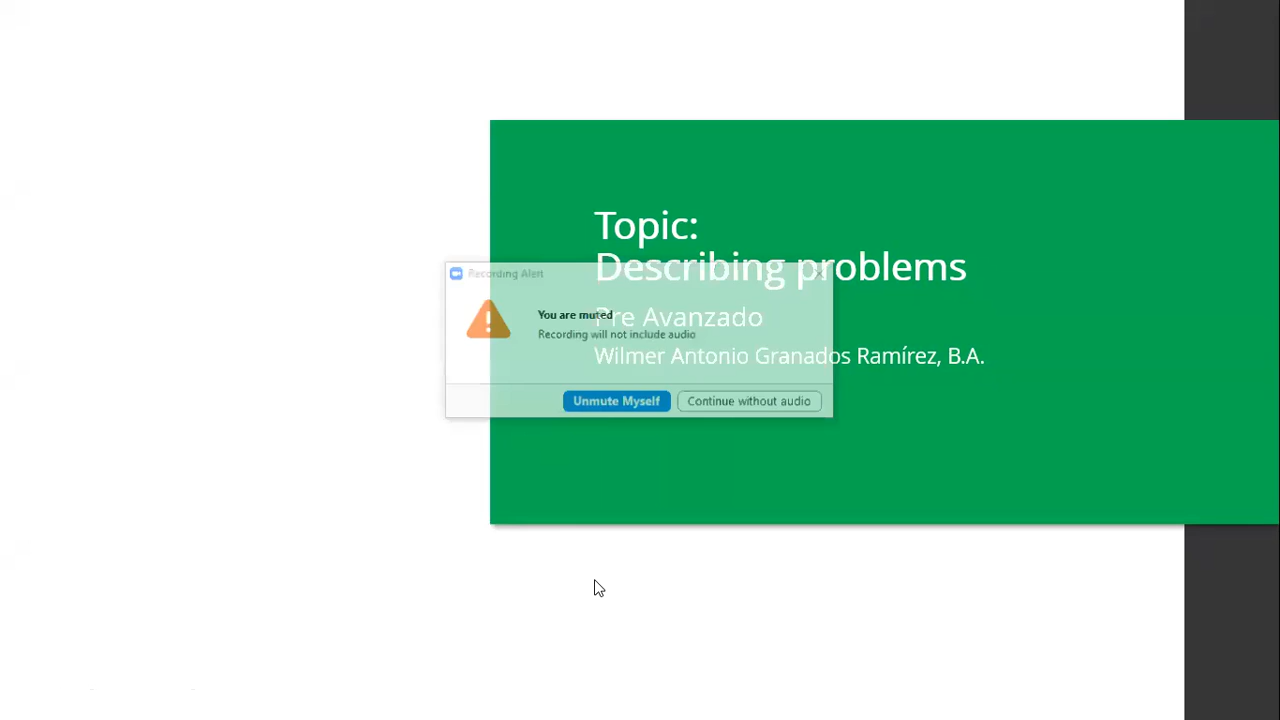 Topic:
Describing problems
Pre Avanzado
Wilmer Antonio Granados Ramírez, B.A.
Recording Alert
You are muted
Recording will not include audio
Unmute Myself
Continue without audio